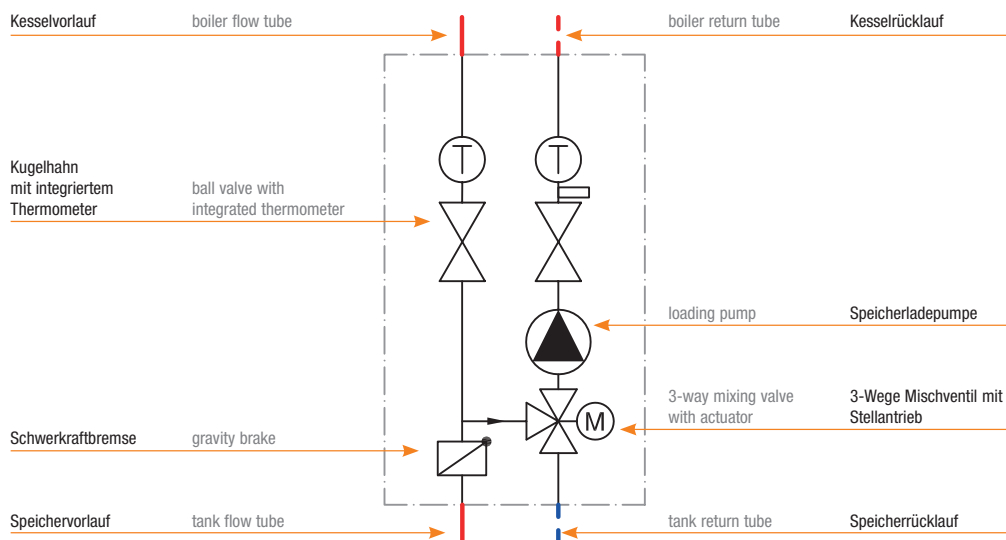 Kesselvorlauf boiler flow tube boiler return tube Kesselrücklauf
T T
Kugelhahn
mit integriertem ball valve with
Thermometer integrated thermometer
loading pump Speicherladepumpe
3-way mixing valve 3-Wege Mischventil mit
with actuator Stellantrieb
M
Schwerkraftbremse gravity brake
Speichervorlauf tank flow tube tank return tube Speicherrücklauf